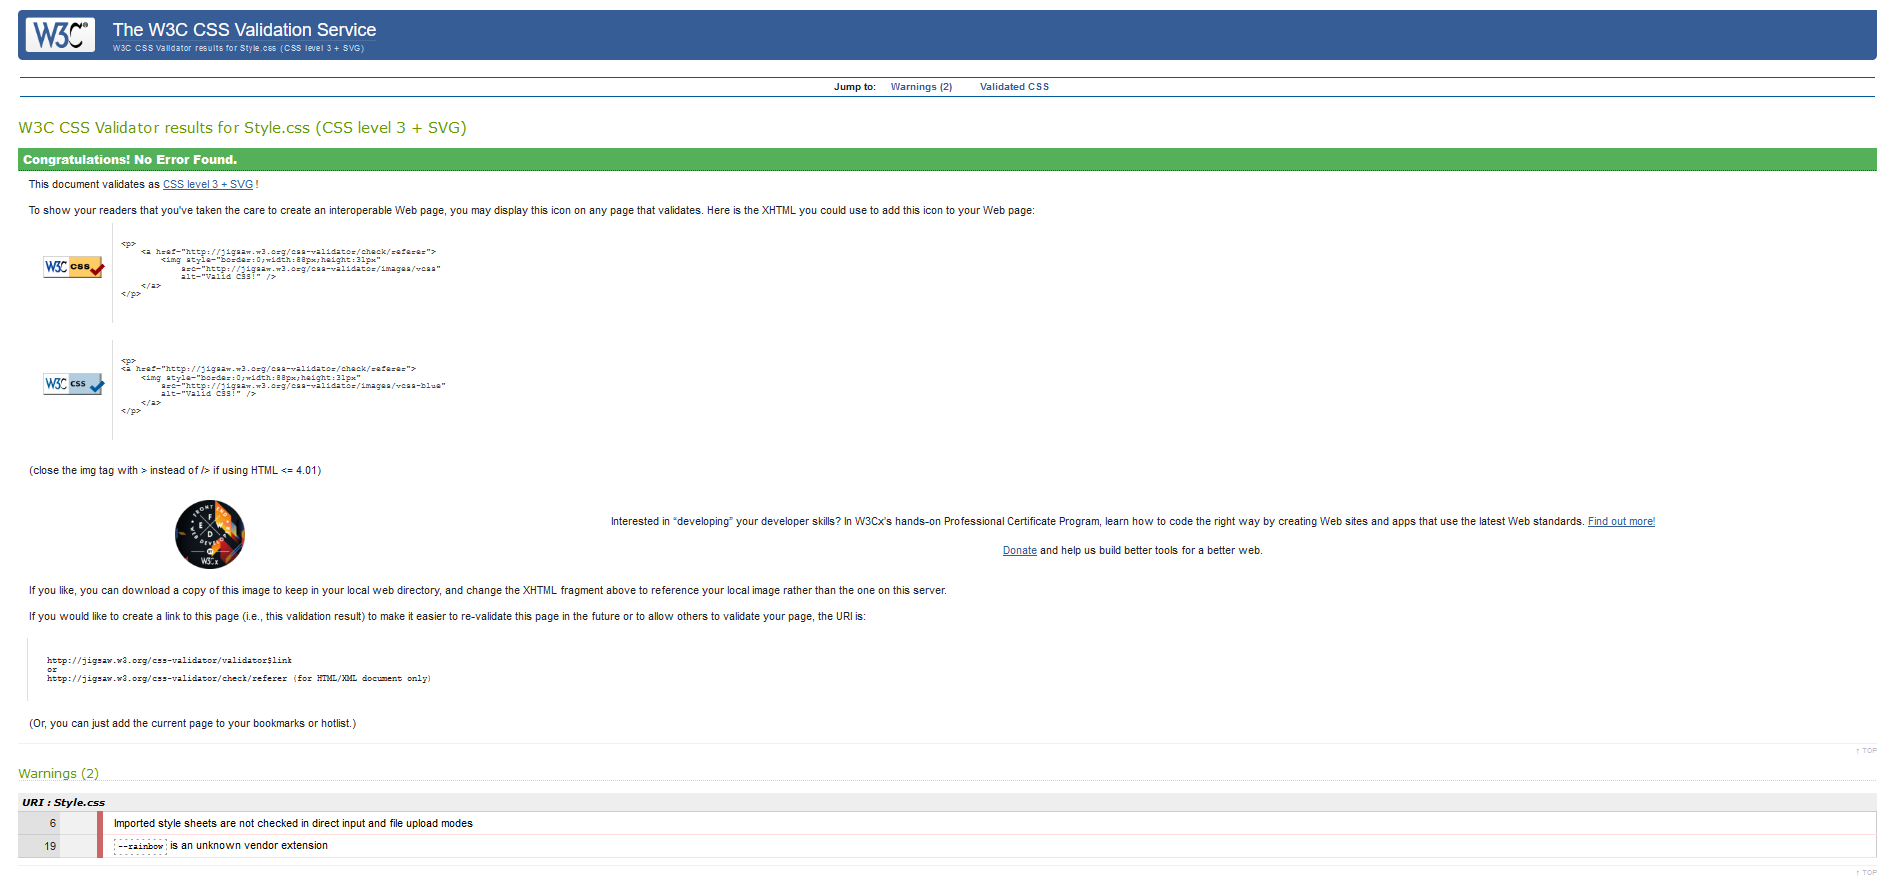 W3C®
The W3C CSS Validation Service
W3C CSS Validator results for Style.css (CSS level 3 + SVG)
Jump to: Warnings (2) Validated CSS
W3C CSS Validator results for Style.css (CSS level 3 + SVG)
Congratulations! No Error Found.
This document validates as CSS level 3 + SVG !
To show your readers that you've taken the care to create an interoperable Web page, you may display this icon on any page that validates. Here is the XHTML you could use to add this icon to your Web page:
W3C css
<p>
<a href="http://jigsaw.w3.org/css-validator/check/referer">
<img style="border:0;width:88px;height:31px"
src="http://jigsaw.w3.org/css-validator/images/vcss"
alt="Valid CSS!" />
</a>
</p>
W3C css
<p>
<a href="http://jigsaw.w3.org/css-validator/check/referer">
<img style="border:0;width:88px;height:31px"
src="http://jigsaw.w3.org/css-validator/images/vcss-blue"
alt="Valid CSS!" />
</a>
</p>
(close the img tag with > instead of /> if using HTML <= 4.01)
FRONT END
F
E W
D
WEB DEVELOPER
W3Cx
Interested in “developing” your developer skills? In W3Cx's hands-on Professional Certificate Program, learn how to code the right way by creating Web sites and apps that use the latest Web standards. Find out more!
Donate and help us build better tools for a better web.
If you like, you can download a copy of this image to keep in your local web directory, and change the XHTML fragment above to reference your local image rather than the one on this server.
If you would like to create a link to this page (i.e., this validation result) to make it easier to re-validate this page in the future or to allow others to validate your page, the URI is:
http://jigsaw.w3.org/css-validator/validator$link
or
http://jigsaw.w3.org/css-validator/check/referer (for HTML/XML document only)
(Or, you can just add the current page to your bookmarks or hotlist.)
↑ TOP
Warnings (2)
URI : Style.css
6 Imported style sheets are not checked in direct input and file upload modes
19 --rainbow is an unknown vendor extension
↑ TOP